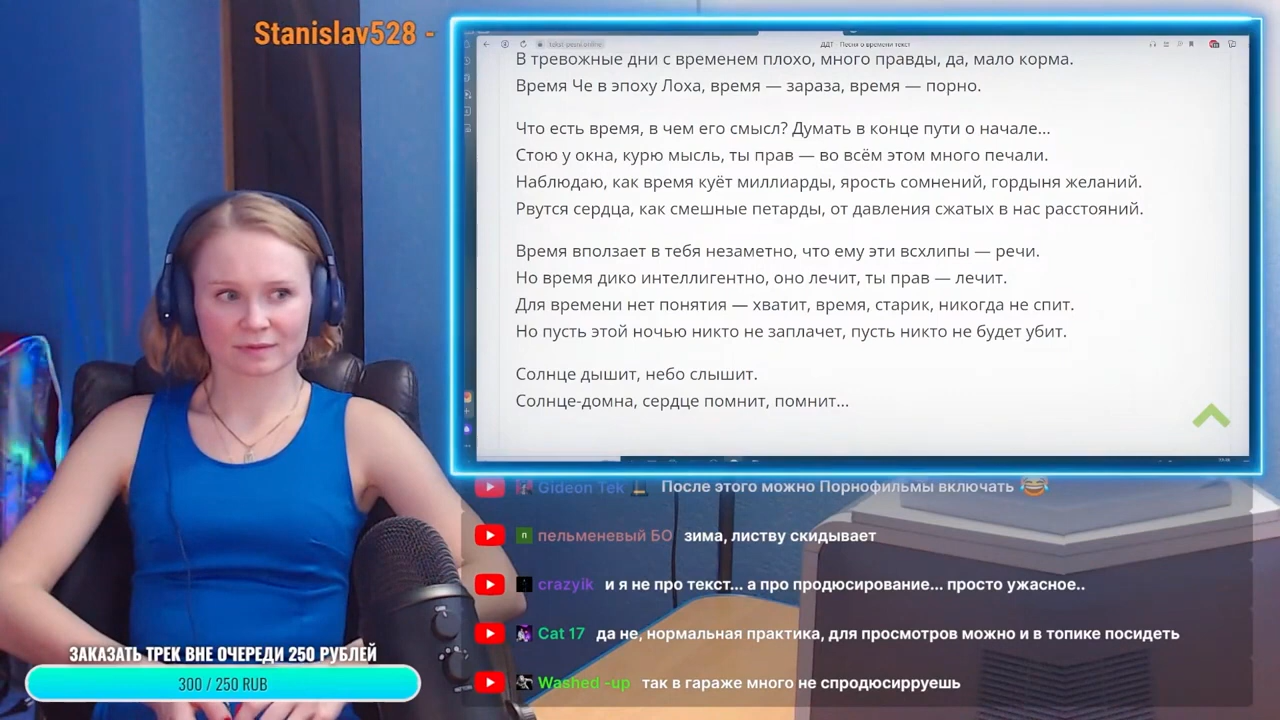 Stanislav528 -
tekst-pesni.online
ДДТ - Песня о времени текст
В тревожные дни с временем плохо, много правды, да, мало корма.
Время Че в эпоху Лоха, время — зараза, время — порно.
Что есть время, в чем его смысл? Думать в конце пути о начале...
Стою у окна, курю мысль, ты прав — во всём этом много печали.
Наблюдаю, как время куёт миллиарды, ярость сомнений, гордыня желаний.
Рвутся сердца, как смешные петарды, от давления сжатых в нас расстояний.
Время вползает в тебя незаметно, что ему эти всхлипы — речи.
Но время дико интеллигентно, оно лечит, ты прав — лечит.
Для времени нет понятия — хватит, время, старик, никогда не спит.
Но пусть этой ночью никто не заплачет, пусть никто не будет убит.
Солнце дышит, небо слышит.
Солнце-домна, сердце помнит, помнит...
Gideon Tek После этого можно Порнофильмы включать 😂
пельменевый БО зима, листву скидывает
crazyik и я не про текст... а про продюсирование... просто ужасное..
Cat 17 да не, нормальная практика, для просмотров можно и в топике посидеть
Washed -up так в гараже много не спродюсирруешь
ЗАКАЗАТЬ ТРЕК ВНЕ ОЧЕРЕДИ 250 РУБЛЕЙ
300 / 250 RUB